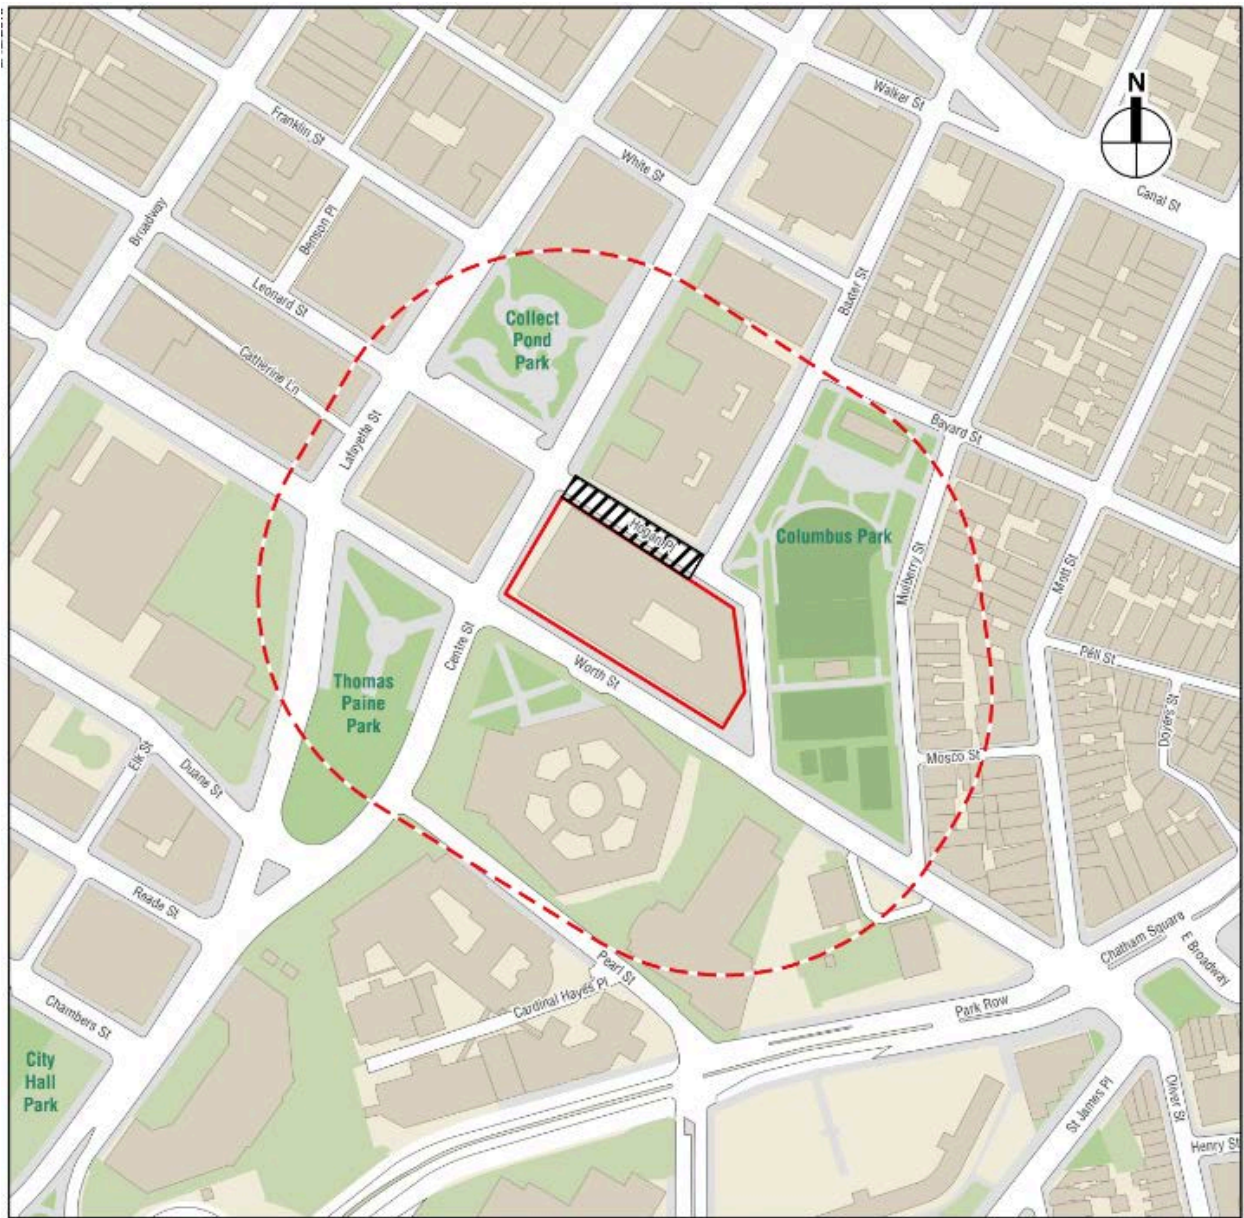 N
Walker St
Franklin St
White St
Canal St
Broadway
Benson Pl
Leonard St
Baxter St
Collect
Pond
Park
Catherine Ln
Lafayette St
Bayard St
Hogan Pl
Columbus Park
Mulberry St
Mott St
Centre St
Worth St
Pell St
Thomas
Paine
Park
Doyers St
Elk St
Mosco St
Duane St
Reade St
Chatham Square
E Broadway
Pearl St
Cardinal Hayes Pl
Park Row
Chambers St
City
Hall
Park
St James Pl
Oliver St
Henry St